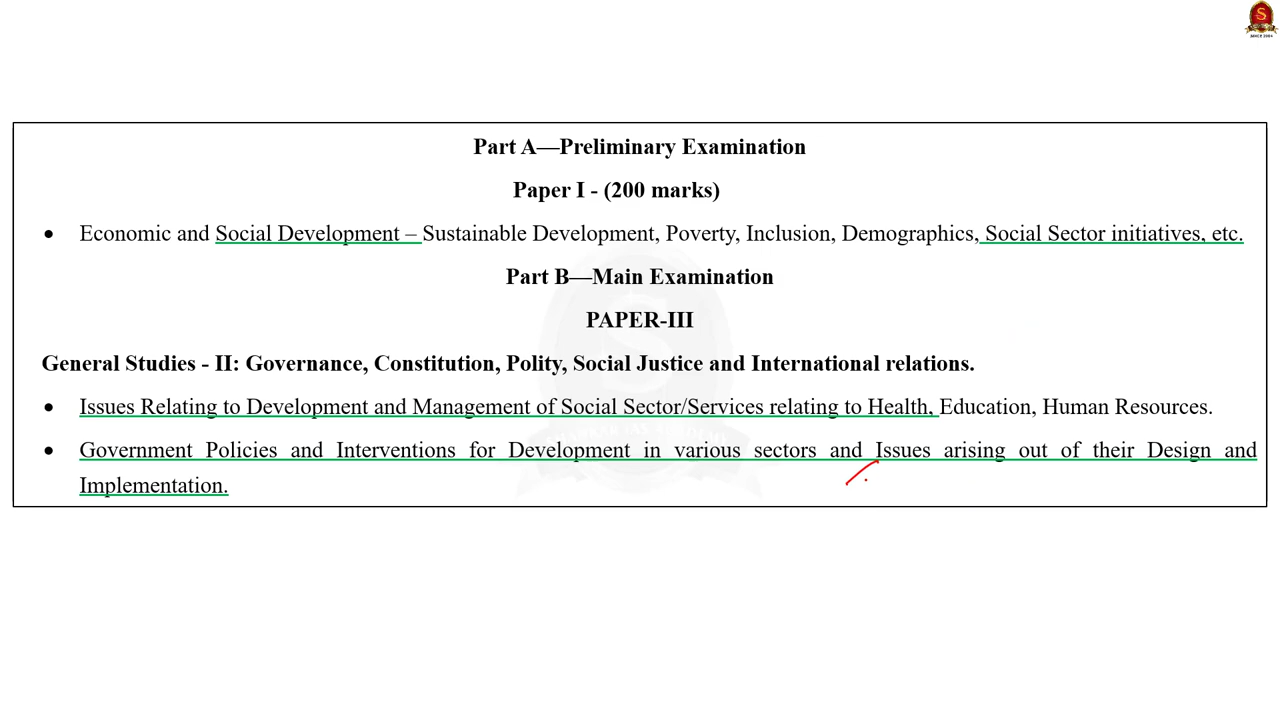 S
SINCE 2004
Part A—Preliminary Examination
Paper I - (200 marks)
• Economic and Social Development – Sustainable Development, Poverty, Inclusion, Demographics, Social Sector initiatives, etc.
Part B—Main Examination
PAPER-III
General Studies - II: Governance, Constitution, Polity, Social Justice and International relations.
• Issues Relating to Development and Management of Social Sector/Services relating to Health, Education, Human Resources.
• Government Policies and Interventions for Development in various sectors and Issues arising out of their Design and
Implementation.